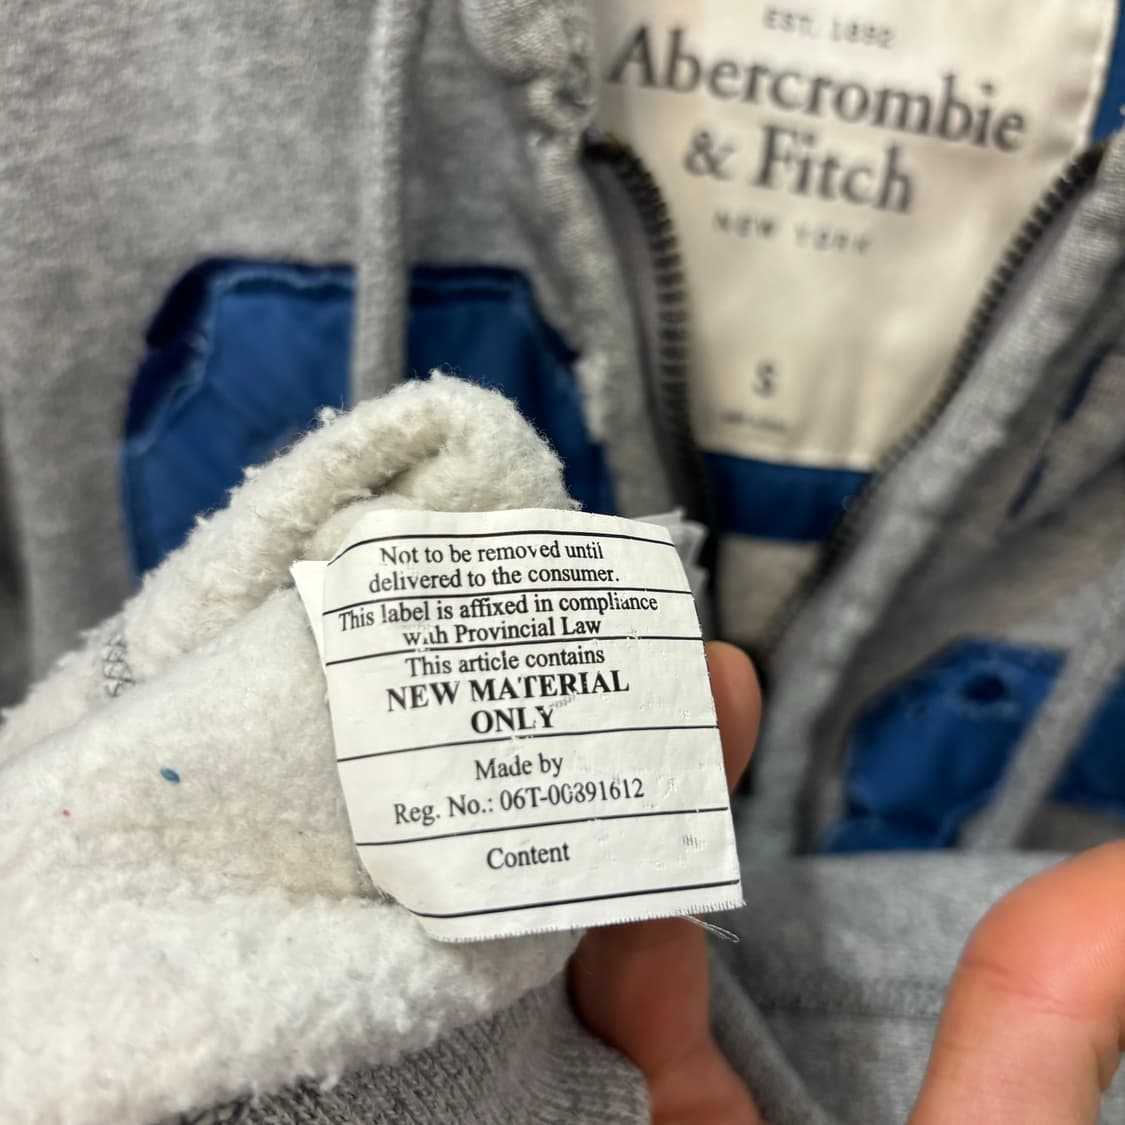 EST. 1892
Abercrombie
& Fitch
NEW YORK
S
Not to be removed until
delivered to the consumer.
This label is affixed in compliance
with Provincial Law
This article contains
NEW MATERIAL
ONLY
Made by
Reg. No.: 06T-00391612
Content